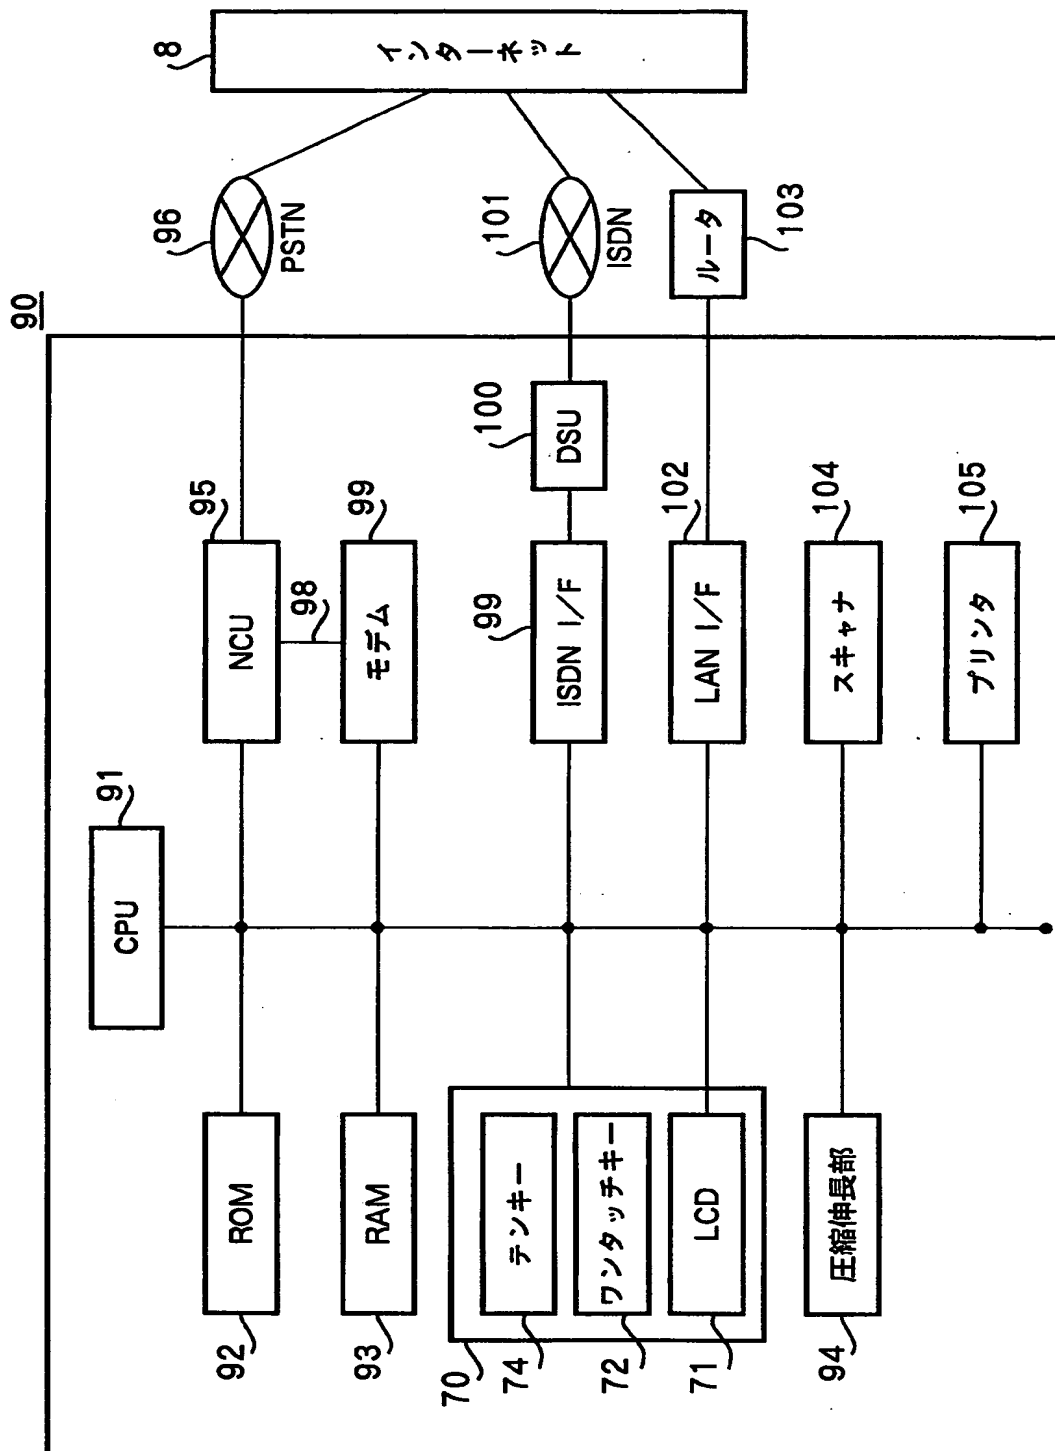 90
91
CPU
92
ROM
NCU
95
96
PSTN
8
インターネット
93
RAM
98
モデム
99
70
74
テンキー
72
ワンタッチキー
71
LCD
99
ISDN I/F
100
DSU
101
ISDN
LAN I/F
102
ルータ
103
94
圧縮伸長部
スキャナ
104
プリンタ
105